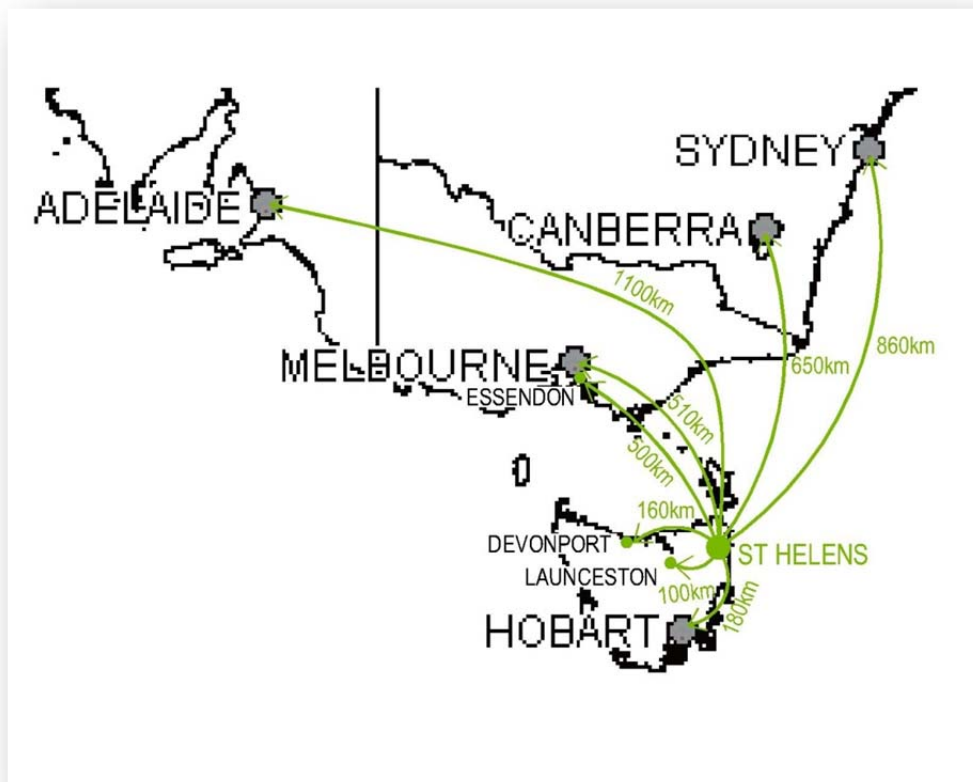 SYDNEY
ADELAIDE
CANBERRA
1100km
860km
MELBOURNE
650km
ESSENDON
510km
500km
160km
DEVONPORT
ST HELENS
LAUNCESTON
100km
180km
HOBART